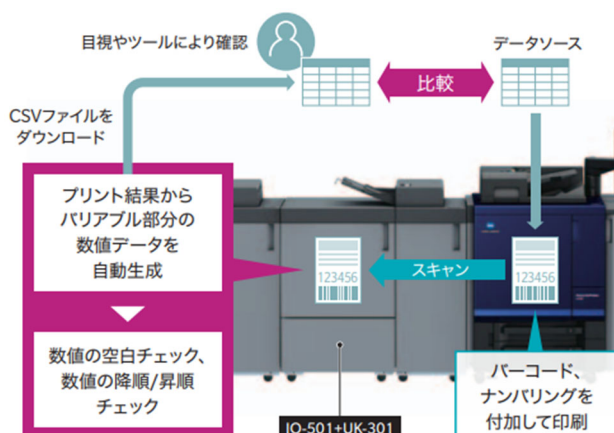 目視やツールにより確認
データソース
比較
CSVファイルを
ダウンロード
プリント結果から
バリアブル部分の
数値データを
自動生成
123456
スキャン
123456
数値の空白チェック、
数値の降順/昇順
チェック
IQ-501+UK-301
バーコード、
ナンバリングを
付加して印刷